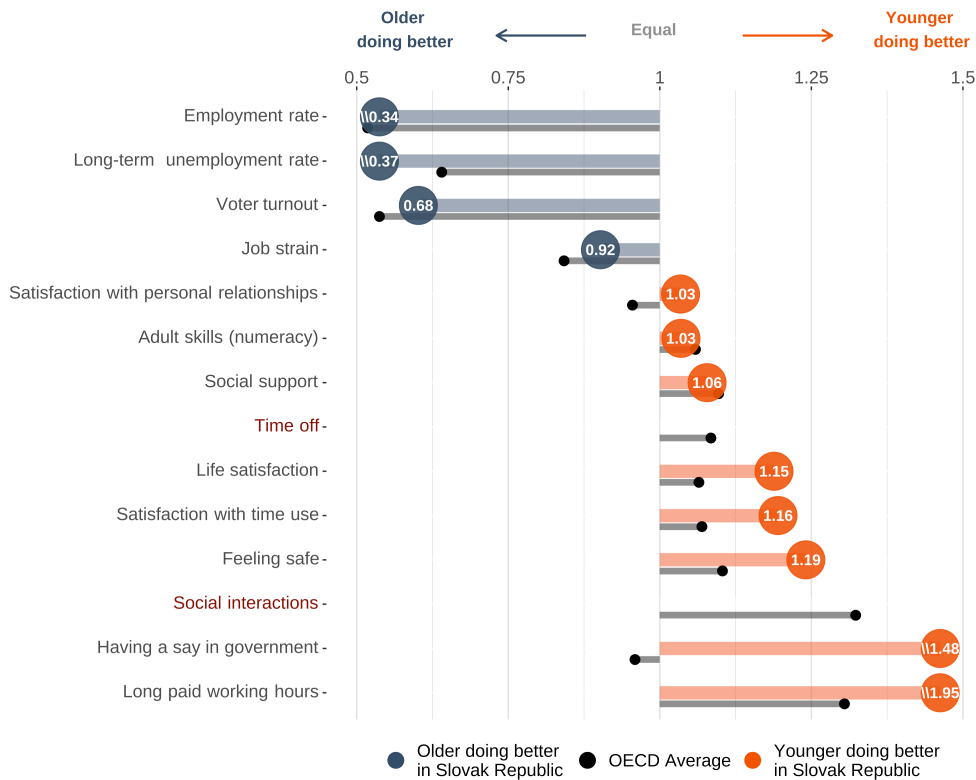 Older
doing better
Equal
Younger
doing better
0.5
0.75
1
1.25
1.5
Employment rate
\\0.34
Long-term unemployment rate
\\0.37
Voter turnout
0.68
Job strain
0.92
Satisfaction with personal relationships
1.03
Adult skills (numeracy)
1.03
Social support
1.06
Time off
Life satisfaction
1.15
Satisfaction with time use
1.16
Feeling safe
1.19
Social interactions
Having a say in government
\\1.48
Long paid working hours
\\1.95
Older doing better
in Slovak Republic
OECD Average
Younger doing better
in Slovak Republic